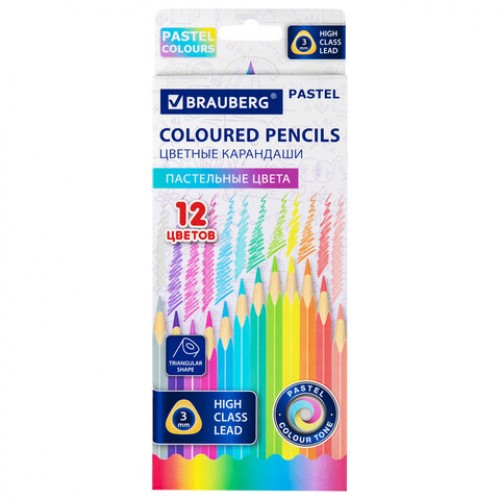 PASTEL
COLOURS
3
mm
HIGH
CLASS
LEAD
BRAUBERG®
PASTEL
COLOURED PENCILS
ЦВЕТНЫЕ КАРАНДАШИ
ПАСТЕЛЬНЫЕ ЦВЕТА
12
ЦВЕТОВ
TRIANGULAR
SHAPE
3
mm
HIGH
CLASS
LEAD
PASTEL
COLOUR TONE